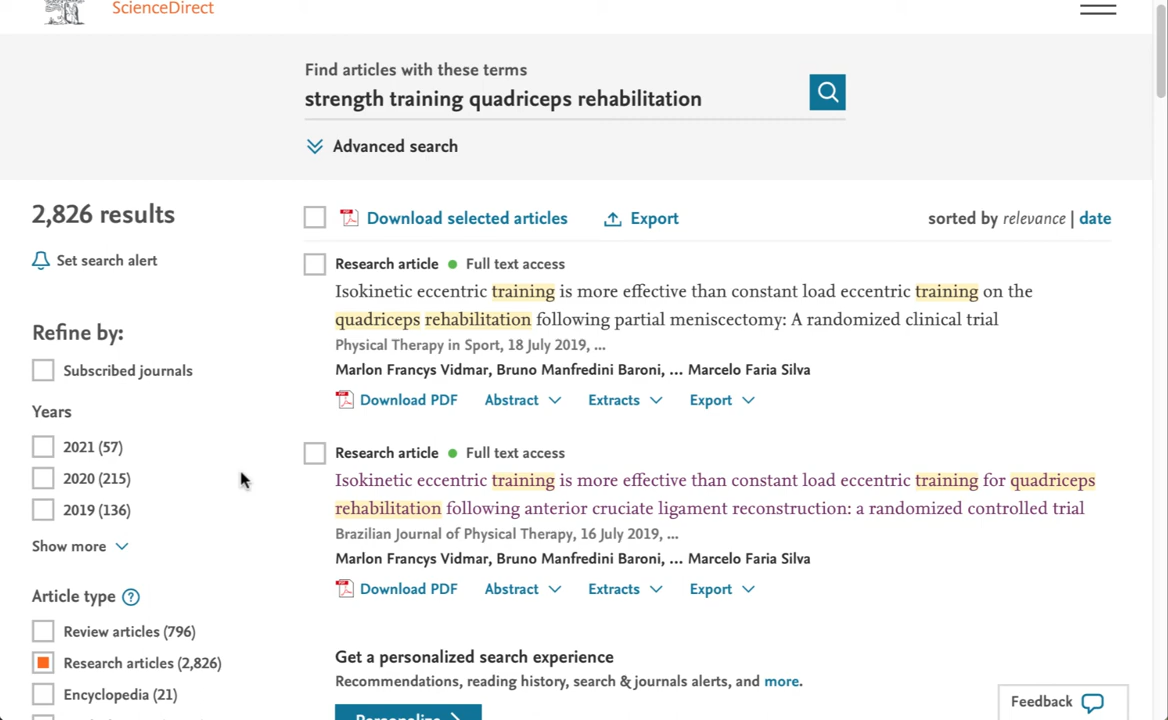 ScienceDirect
Find articles with these terms
strength training quadriceps rehabilitation
Advanced search
2,826 results
Set search alert
Refine by:
Subscribed journals
Years
2021 (57)
2020 (215)
2019 (136)
Show more
Article type
Review articles (796)
Research articles (2,826)
Encyclopedia (21)
Download selected articles
Export
sorted by relevance | date
Research article Full text access
Isokinetic eccentric training is more effective than constant load eccentric training on the
quadriceps rehabilitation following partial meniscectomy: A randomized clinical trial
Physical Therapy in Sport, 18 July 2019, ...
Marlon Francys Vidmar, Bruno Manfredini Baroni, ... Marcelo Faria Silva
Download PDF Abstract Extracts Export
Research article Full text access
Isokinetic eccentric training is more effective than constant load eccentric training for quadriceps
rehabilitation following anterior cruciate ligament reconstruction: a randomized controlled trial
Brazilian Journal of Physical Therapy, 16 July 2019, ...
Marlon Francys Vidmar, Bruno Manfredini Baroni, ... Marcelo Faria Silva
Download PDF Abstract Extracts Export
Get a personalized search experience
Recommendations, reading history, search & journals alerts, and more.
Personalize
Feedback